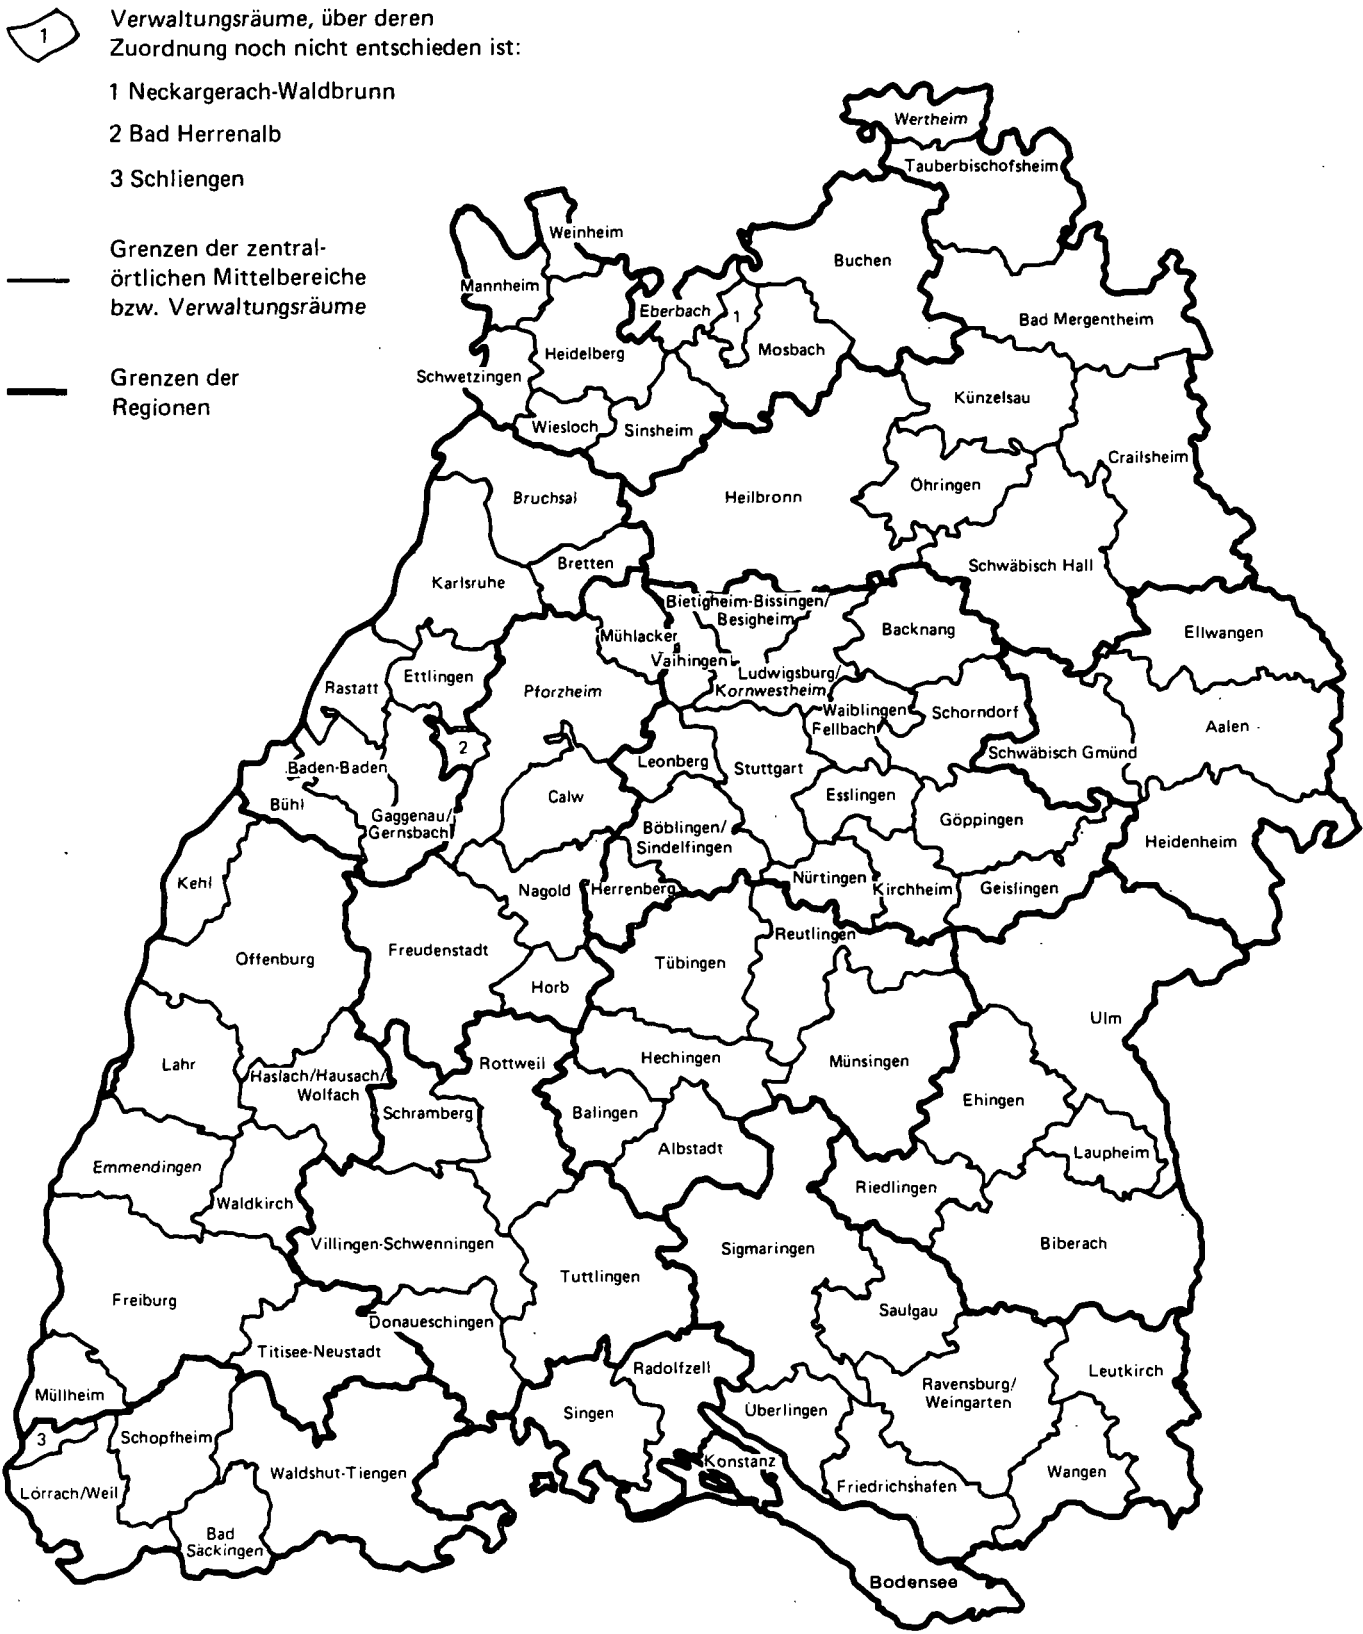 1
Verwaltungsräume, über deren
Zuordnung noch nicht entschieden ist:
1 Neckargerach-Waldbrunn
2 Bad Herrenalb
3 Schliengen
Grenzen der zentral-
örtlichen Mittelbereiche
bzw. Verwaltungsräume
Grenzen der
Regionen
Wertheim
Tauberbischofsheim
Weinheim
Buchen
Mannheim
Eberbach
1
Bad Mergentheim
Mosbach
Heidelberg
Schwetzingen
Künzelsau
Wiesloch
Sinsheim
Crailsheim
Öhringen
Bruchsal
Heilbronn
Bretten
Schwäbisch Hall
Karlsruhe
Bietigheim-Bissingen/
Besigheim
Backnang
Ellwangen
Mühlacker
Vaihingen
Ettlingen
Ludwigsburg/
Kornwestheim
Rastatt
Pforzheim
Waiblingen
Fellbach
Schorndorf
Aalen
2
Schwäbisch Gmünd
Leonberg
Stuttgart
Baden-Baden
Calw
Esslingen
Bühl
Gaggenau/
Gernsbach
Göppingen
Böblingen/
Sindelfingen
Heidenheim
Kehl
Nagold
Herrenberg
Nürtingen
Kirchheim
Geislingen
Reutlingen
Freudenstadt
Offenburg
Tübingen
Horb
Ulm
Lahr
Rottweil
Hechingen
Münsingen
Haslach/Hausach/
Wolfach
Schramberg
Balingen
Ehingen
Albstadt
Laupheim
Emmendingen
Riedlingen
Waldkirch
Villingen-Schwenningen
Sigmaringen
Biberach
Tuttlingen
Freiburg
Saulgau
Donaueschingen
Titisee-Neustadt
Radolfzell
Leutkirch
Müllheim
Ravensburg/
Weingarten
Singen
Überlingen
3
Schopfheim
Konstanz
Waldshut-Tiengen
Wangen
Friedrichshafen
Lörrach/Weil
Bad
Säckingen
Bodensee